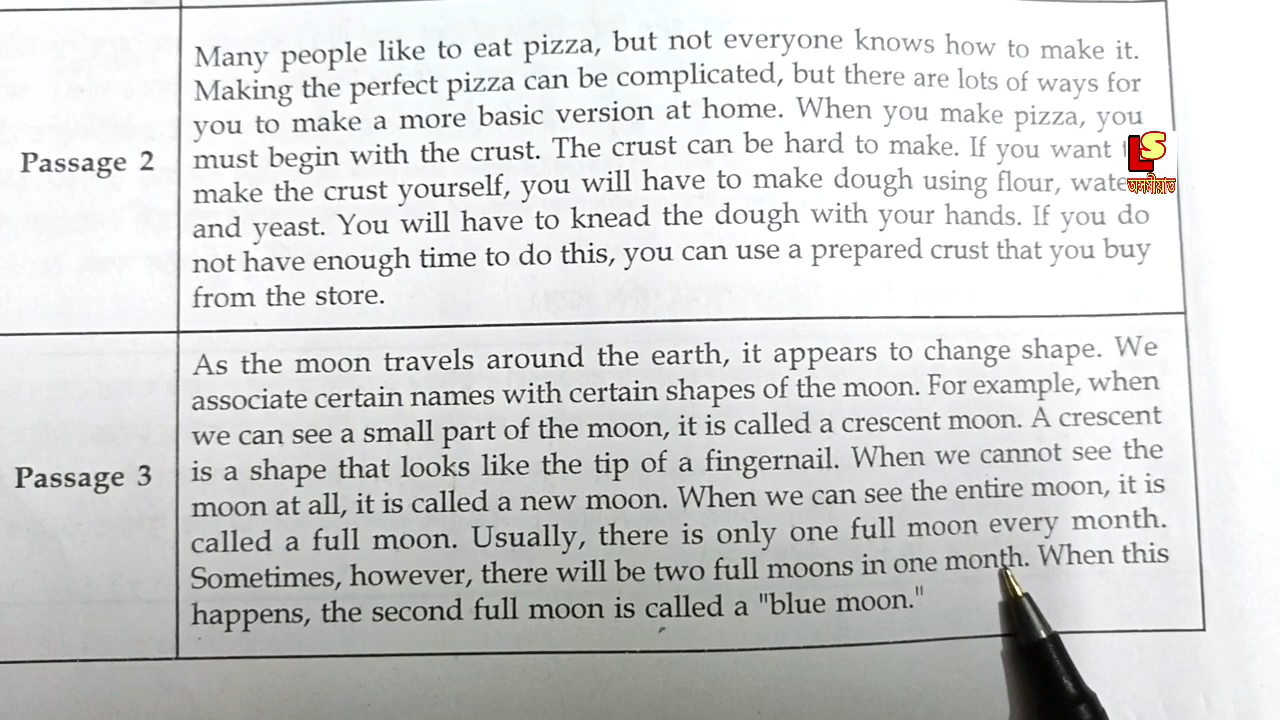 Passage 2
Many people like to eat pizza, but not everyone knows how to make it.
Making the perfect pizza can be complicated, but there are lots of ways for
you to make a more basic version at home. When you make pizza, you
must begin with the crust. The crust can be hard to make. If you want
make the crust yourself, you will have to make dough using flour, wate
and yeast. You will have to knead the dough with your hands. If you do
not have enough time to do this, you can use a prepared crust that you buy
from the store.
LS
Passage 3
As the moon travels around the earth, it appears to change shape. We
associate certain names with certain shapes of the moon. For example, when
we can see a small part of the moon, it is called a crescent moon. A crescent
is a shape that looks like the tip of a fingernail. When we cannot see the
moon at all, it is called a new moon. When we can see the entire moon, it is
called a full moon. Usually, there is only one full moon every month.
Sometimes, however, there will be two full moons in one month. When this
happens, the second full moon is called a "blue moon."